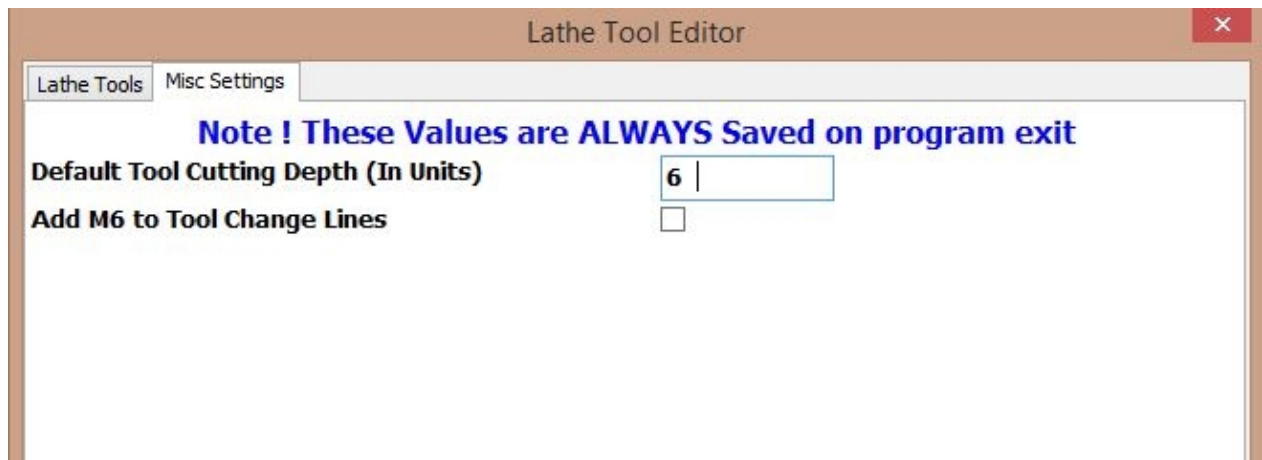 Lathe Tool Editor
Lathe Tools Misc Settings
Note ! These Values are ALWAYS Saved on program exit
Default Tool Cutting Depth (In Units) 6
Add M6 to Tool Change Lines